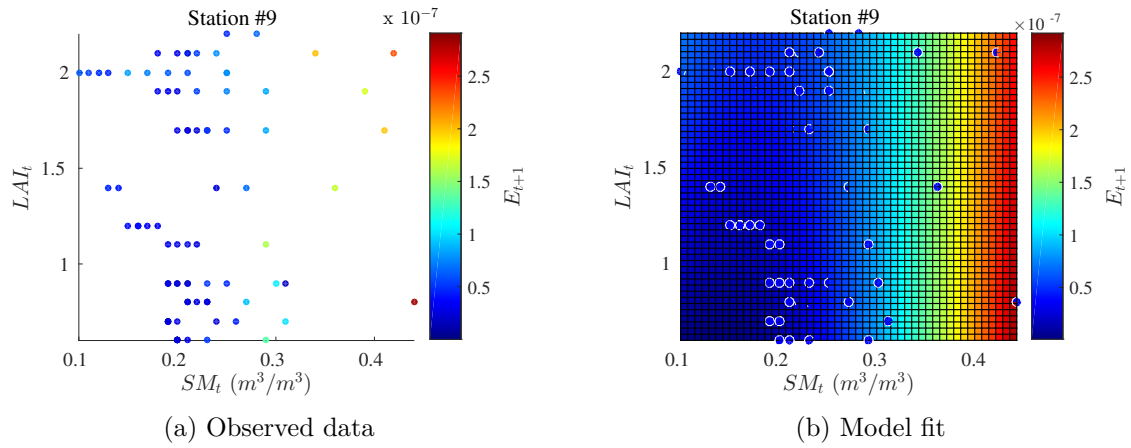 Station #9
x 10^-7
2.5
2
1.5
1
0.5
E_{t+1}
2
1.5
1
LAI_t
0.1 0.2 0.3 0.4
SM_t (m^3/m^3)
(a) Observed data
Station #9
×10^-7
2.5
2
1.5
1
0.5
E_{t+1}
2
1.5
1
LAI_t
0.1 0.2 0.3 0.4
SM_t (m^3/m^3)
(b) Model fit